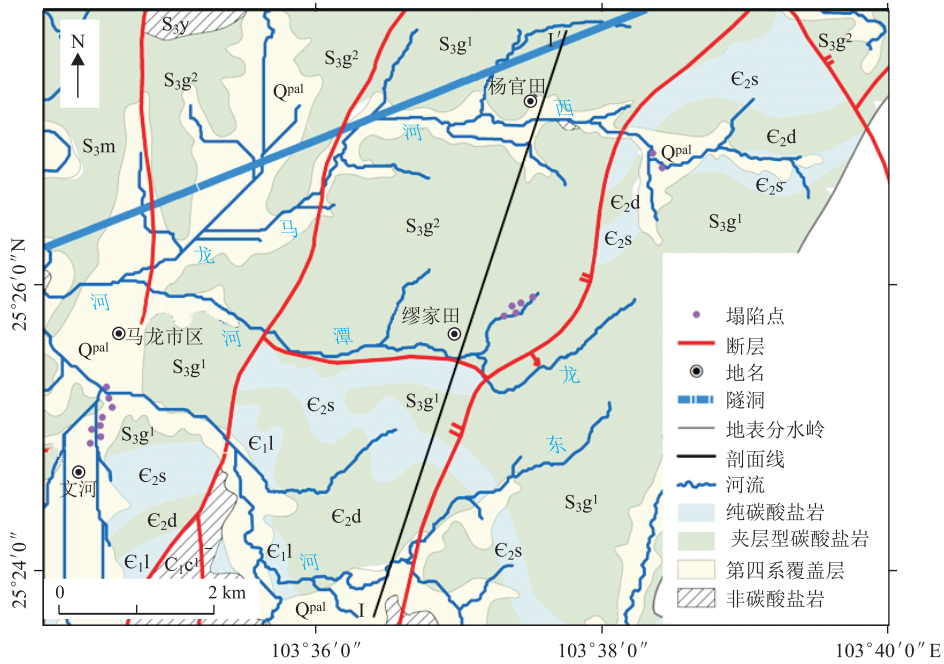 S₃y
S₃g¹
I′
S₃g²
N
S₃g²
S₃g²
Є₂s
杨官田
Q^pal
西
河
Є₂d
S₃m
Q^pal
Є₂s
Є₂d
S₃g¹
S₃g²
马
Є₂s
龙
25°26′0″N
河
缪家田
塌陷点
马龙市区
河
潭
断层
Q^pal
地名
S₃g¹
龙
隧洞
Є₂s
S₃g¹
地表分水岭
S₃g¹
Є₁l
东
剖面线
Є₂s
河流
文河
S₃g¹
纯碳酸盐岩
Є₂d
Є₂d
夹层型碳酸盐岩
Є₁l
C₁c¹
Є₁l
河
Є₂s
第四系覆盖层
25°24′0″
0
2 km
Q^pal
I
非碳酸盐岩
103°36′0″
103°38′0″
103°40′0″E